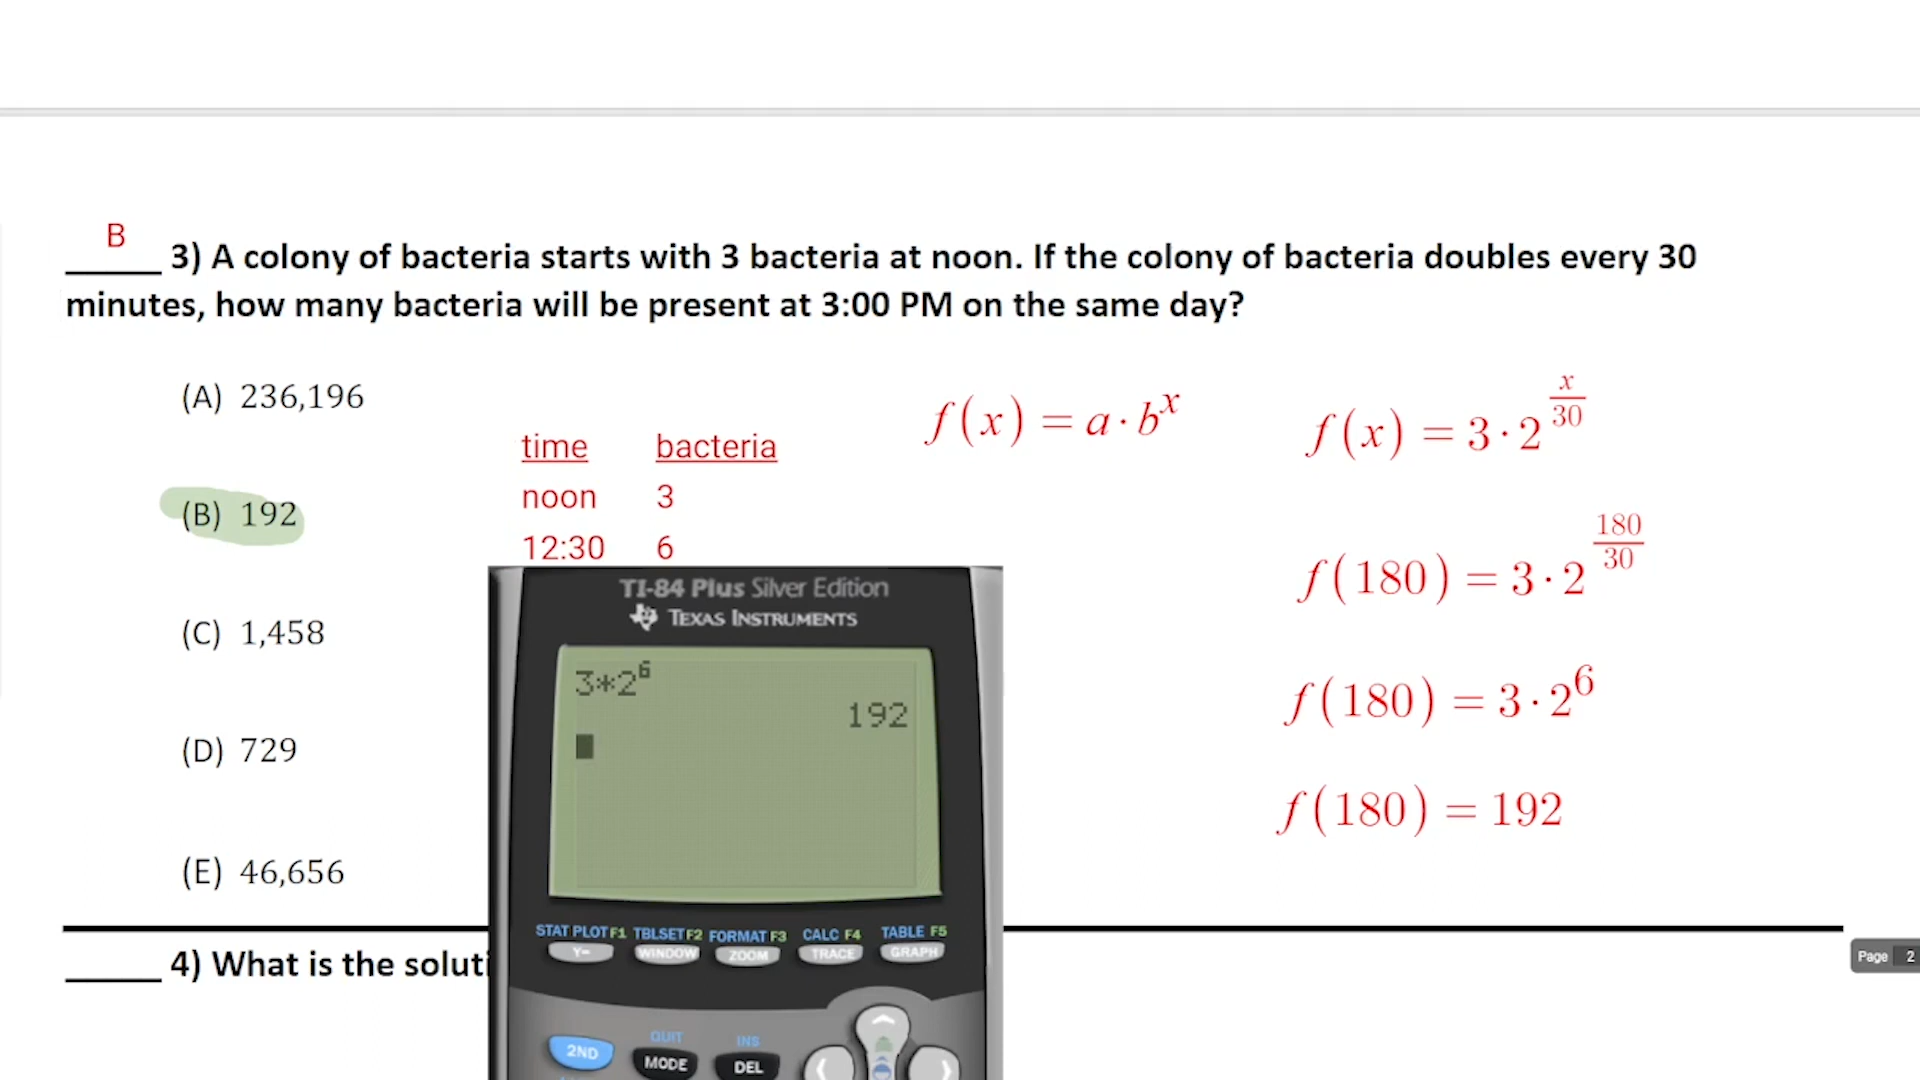 B
_____ 3) A colony of bacteria starts with 3 bacteria at noon. If the colony of bacteria doubles every 30
minutes, how many bacteria will be present at 3:00 PM on the same day?
(A) 236,196
(B) 192
(C) 1,458
(D) 729
(E) 46,656
time bacteria
noon 3
12:30 6
f(x) = a · b^x
f(x) = 3 · 2^(x/30)
f(180) = 3 · 2^(180/30)
f(180) = 3 · 2^6
f(180) = 192
TI-84 Plus Silver Edition
TEXAS INSTRUMENTS
3*2^6
192
STAT PLOT F1 TBLSET F2 FORMAT F3 CALC F4 TABLE F5
Y= WINDOW ZOOM TRACE GRAPH
QUIT INS
2ND MODE DEL
_____ 4) What is the soluti
Page 2